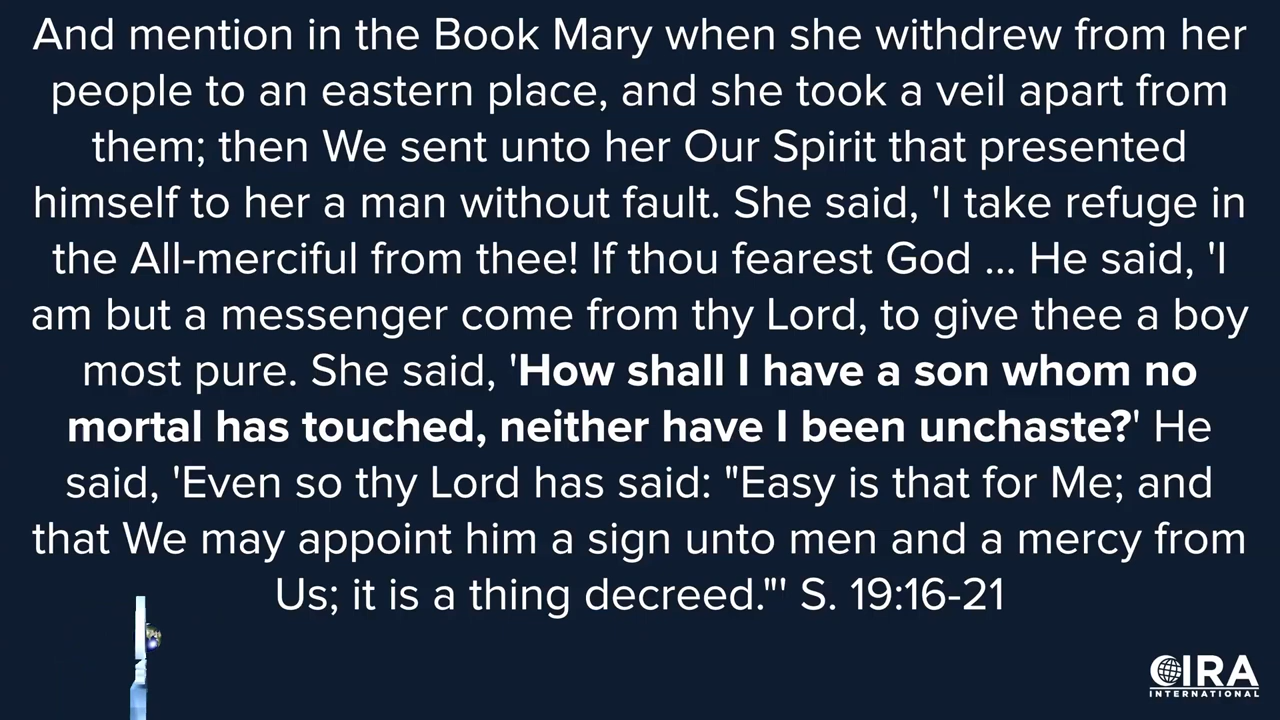 And mention in the Book Mary when she withdrew from her
people to an eastern place, and she took a veil apart from
them; then We sent unto her Our Spirit that presented
himself to her a man without fault. She said, 'I take refuge in
the All-merciful from thee! If thou fearest God ... He said, 'I
am but a messenger come from thy Lord, to give thee a boy
most pure. She said, 'How shall I have a son whom no
mortal has touched, neither have I been unchaste?' He
said, 'Even so thy Lord has said: "Easy is that for Me; and
that We may appoint him a sign unto men and a mercy from
Us; it is a thing decreed."' S. 19:16-21
CIRA
INTERNATIONAL